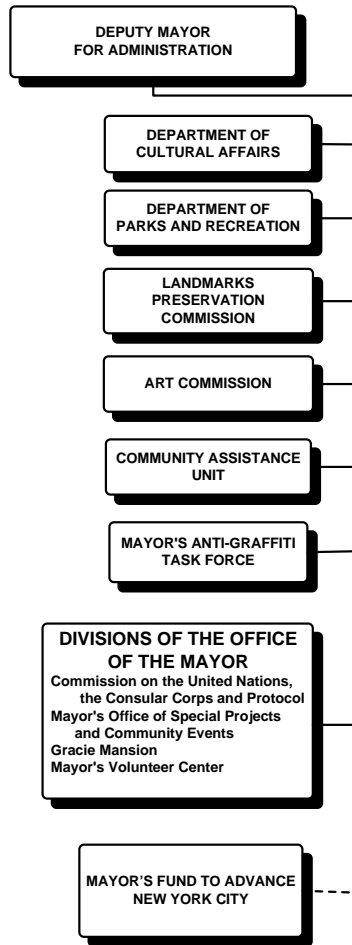 DEPUTY MAYOR
FOR ADMINISTRATION
DEPARTMENT OF
CULTURAL AFFAIRS
DEPARTMENT OF
PARKS AND RECREATION
LANDMARKS
PRESERVATION
COMMISSION
ART COMMISSION
COMMUNITY ASSISTANCE
UNIT
MAYOR'S ANTI-GRAFFITI
TASK FORCE
DIVISIONS OF THE OFFICE
OF THE MAYOR
Commission on the United Nations,
the Consular Corps and Protocol
Mayor's Office of Special Projects
and Community Events
Gracie Mansion
Mayor's Volunteer Center
MAYOR’S FUND TO ADVANCE
NEW YORK CITY